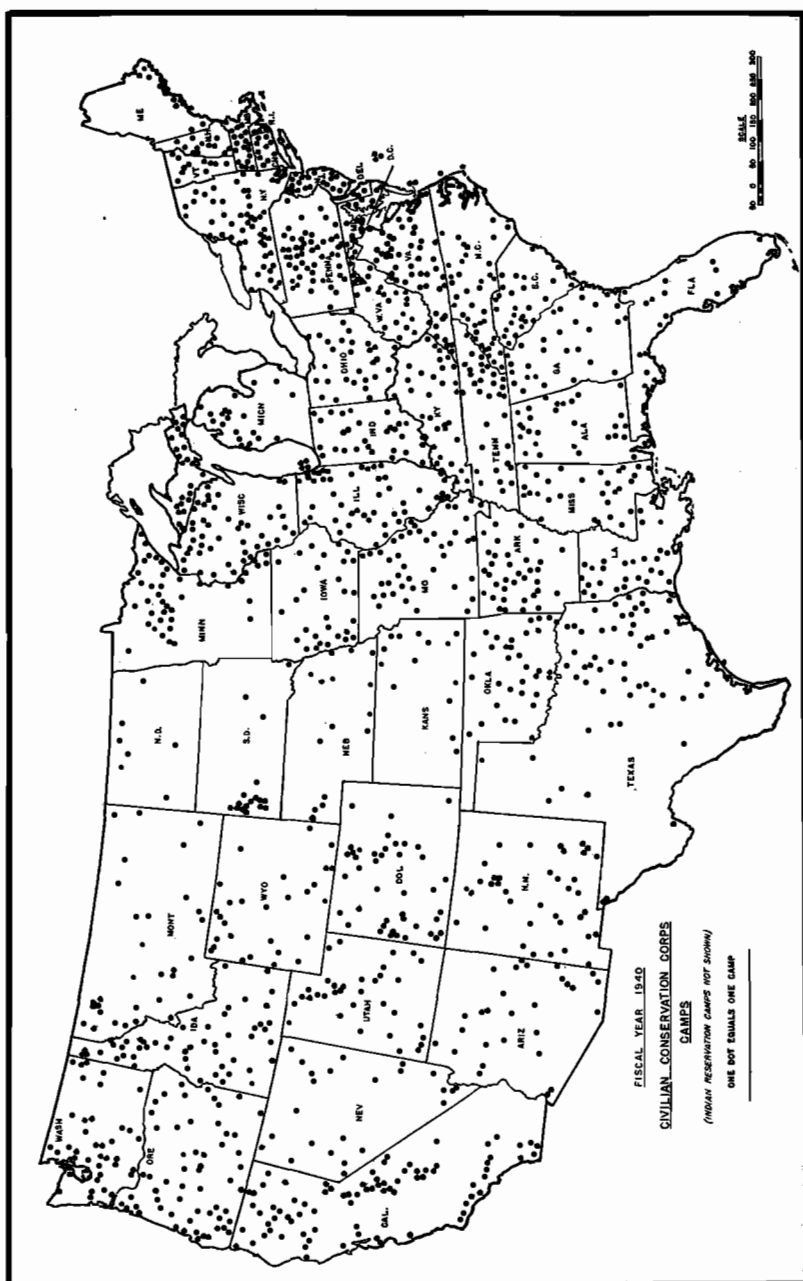 WASH
ORE
CAL.
NEV
IDA
MONT
WYO
UTAH
ARIZ
N.M.
N.D.
S.D.
NEB
KANS
OKLA
TEXAS
MINN
IOWA
MO
ARK
LA
WISC
ILL
MICH
IND
OHIO
KY
TENN
MISS
ALA
GA
FLA
S.C.
N.C.
VA
W.VA
PENN
N.Y
VT
ME
R.I.
DEL
D.C.
FISCAL YEAR 1940
CIVILIAN CONSERVATION CORPS
CAMPS
(INDIAN RESERVATION CAMPS NOT SHOWN)
ONE DOT EQUALS ONE CAMP
SCALE
50 0 50 100 150 200 250 300